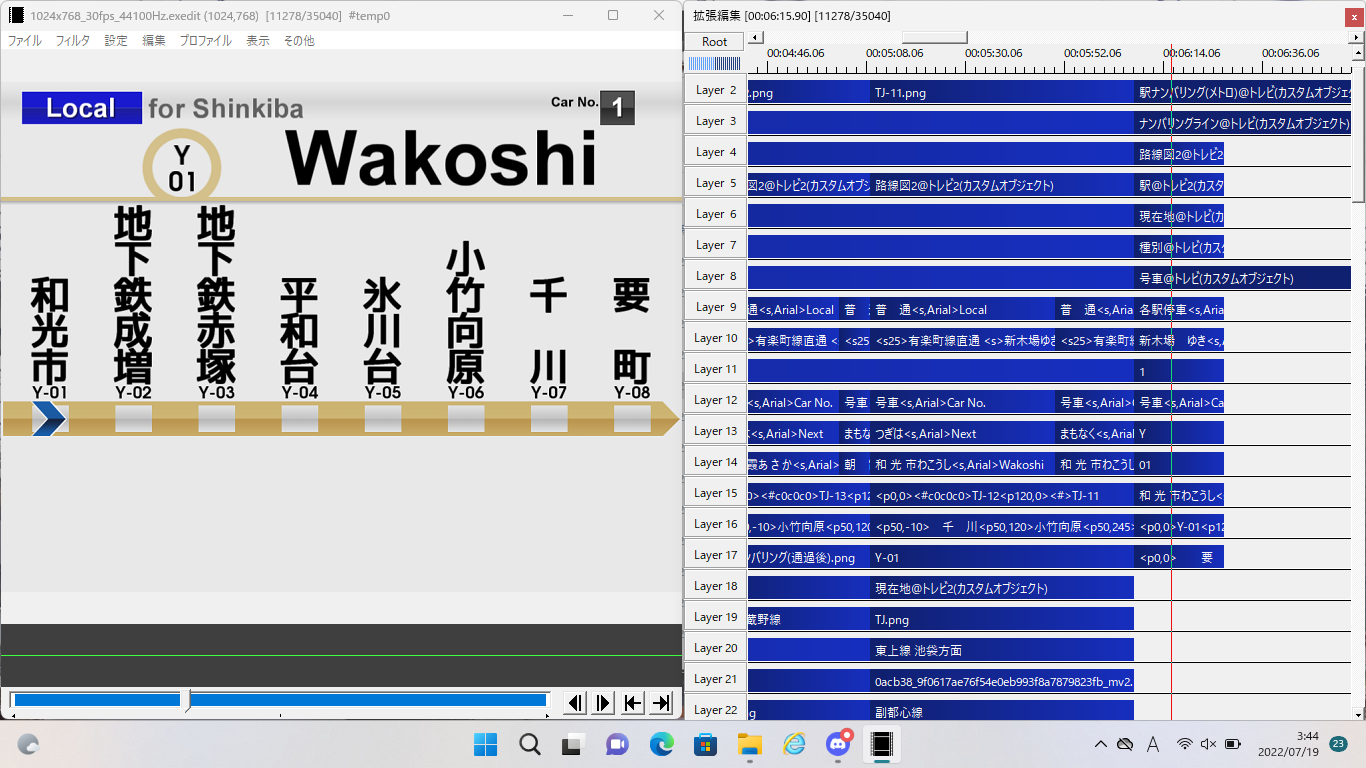 1024x768_30fps_44100Hz.exedit (1024,768) [11278/35040] #temp0
ファイル フィルタ 設定 編集 プロファイル 表示 その他
Local for Shinkiba
Car No. 1
Y
01
Wakoshi
和光市
地下鉄成増
地下鉄赤塚
平和台
氷川台
小竹向原
千川
要町
Y-01 Y-02 Y-03 Y-04 Y-05 Y-06 Y-07 Y-08
拡張編集 [00:06:15.90] [11278/35040]
x
Root
00:04:46.06 00:05:08.06 00:05:30.06 00:05:52.06 00:06:14.06 00:06:36.06
Layer 2 .png TJ-11.png 駅ナンバリング(メトロ)@トレビ(カスタムオブジェ
Layer 3 ナンバリングライン@トレビ(カスタムオブジェクト)
Layer 4 路線図2@トレビ2
Layer 5 図2@トレビ2(カスタムオブジ 路線図2@トレビ2(カスタムオブジェクト) 駅@トレビ2(カスタ
Layer 6 現在地@トレビ(カ
Layer 7 種別@トレビ(カス
Layer 8 号車@トレビ(カスタムオブジェクト)
Layer 9 通<s,Arial>Local 普 普 通<s,Arial>Local 普 通<s,Aria 各駅停車<s,Aria
Layer 10 >有楽町線直通 < <s25 <s25>有楽町線直通 <s>新木場ゆき <s25>有楽町線 新木場 ゆき<s,
Layer 11 1
Layer 12 <s,Arial>Car No. 号車 号車<s,Arial>Car No. 号車<s,Arial>( 号車<s,Arial>Ca
Layer 13 <s,Arial>Next まもな つぎは<s,Arial>Next まもなく<s,Arial Y
Layer 14 霞あさか<s,Arial> 朝 和 光 市わこうし<s,Arial>Wakoshi 和 光 市わこうし 01
Layer 15 0><#c0c0c0>TJ-13<p12 <p0,0><#c0c0c0>TJ-12<p120,0><#>TJ-11 和 光 市わこうし<
Layer 16 ,-10>小竹向原<p50,120 <p50,-10> 千 川<p50,120>小竹向原<p50,245> <p0,0>Y-01<p12
Layer 17 バリング(通過後).png Y-01 <p0,0> 要
Layer 18 現在地@トレビ2(カスタムオブジェクト)
Layer 19 蔵野線 TJ.png
Layer 20 東上線 池袋方面
Layer 21 0acb38_9f0617ae76f54e0eb993f8a7879823fb_mv2.
Layer 22 g 副都心線
A
3:44
2022/07/19
23